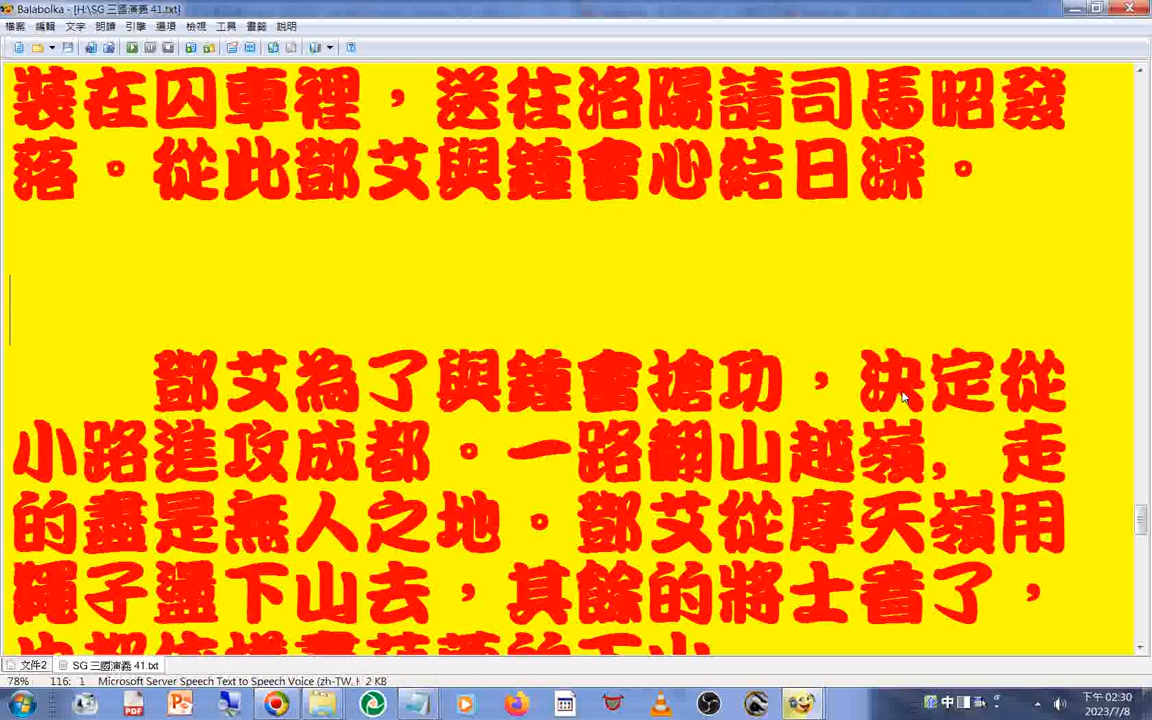 Balabolka - [H:\SG 三國演義 41.txt]
檔案 編輯 文字 朗讀 引擎 選項 檢視 工具 書籤 說明
裝在囚車裡，送往洛陽請司馬昭發
落。從此鄧艾與鍾會心結日深。
鄧艾為了與鍾會搶功，決定從
小路進攻成都。一路翻山越嶺, 走
的盡是無人之地。鄧艾從摩天嶺用
繩子盪下山去，其餘的將士看了，
文件2 SG 三國演義 41.txt
78% 116: 1 Microsoft Server Speech Text to Speech Voice (zh-TW, 2 KB
中 下午 02:30
2023/7/8